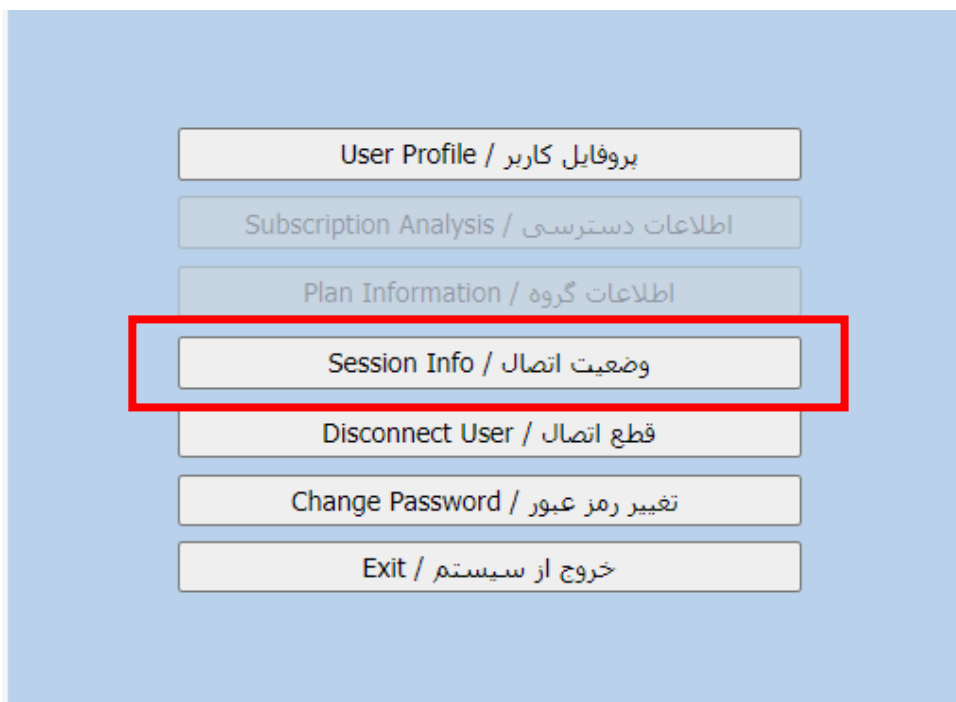 User Profile / پروفایل کاربر
Subscription Analysis / اطلاعات دسترسی
Plan Information / اطلاعات گروه
Session Info / وضعیت اتصال
Disconnect User / قطع اتصال
Change Password / تغییر رمز عبور
Exit / خروج از سیستم